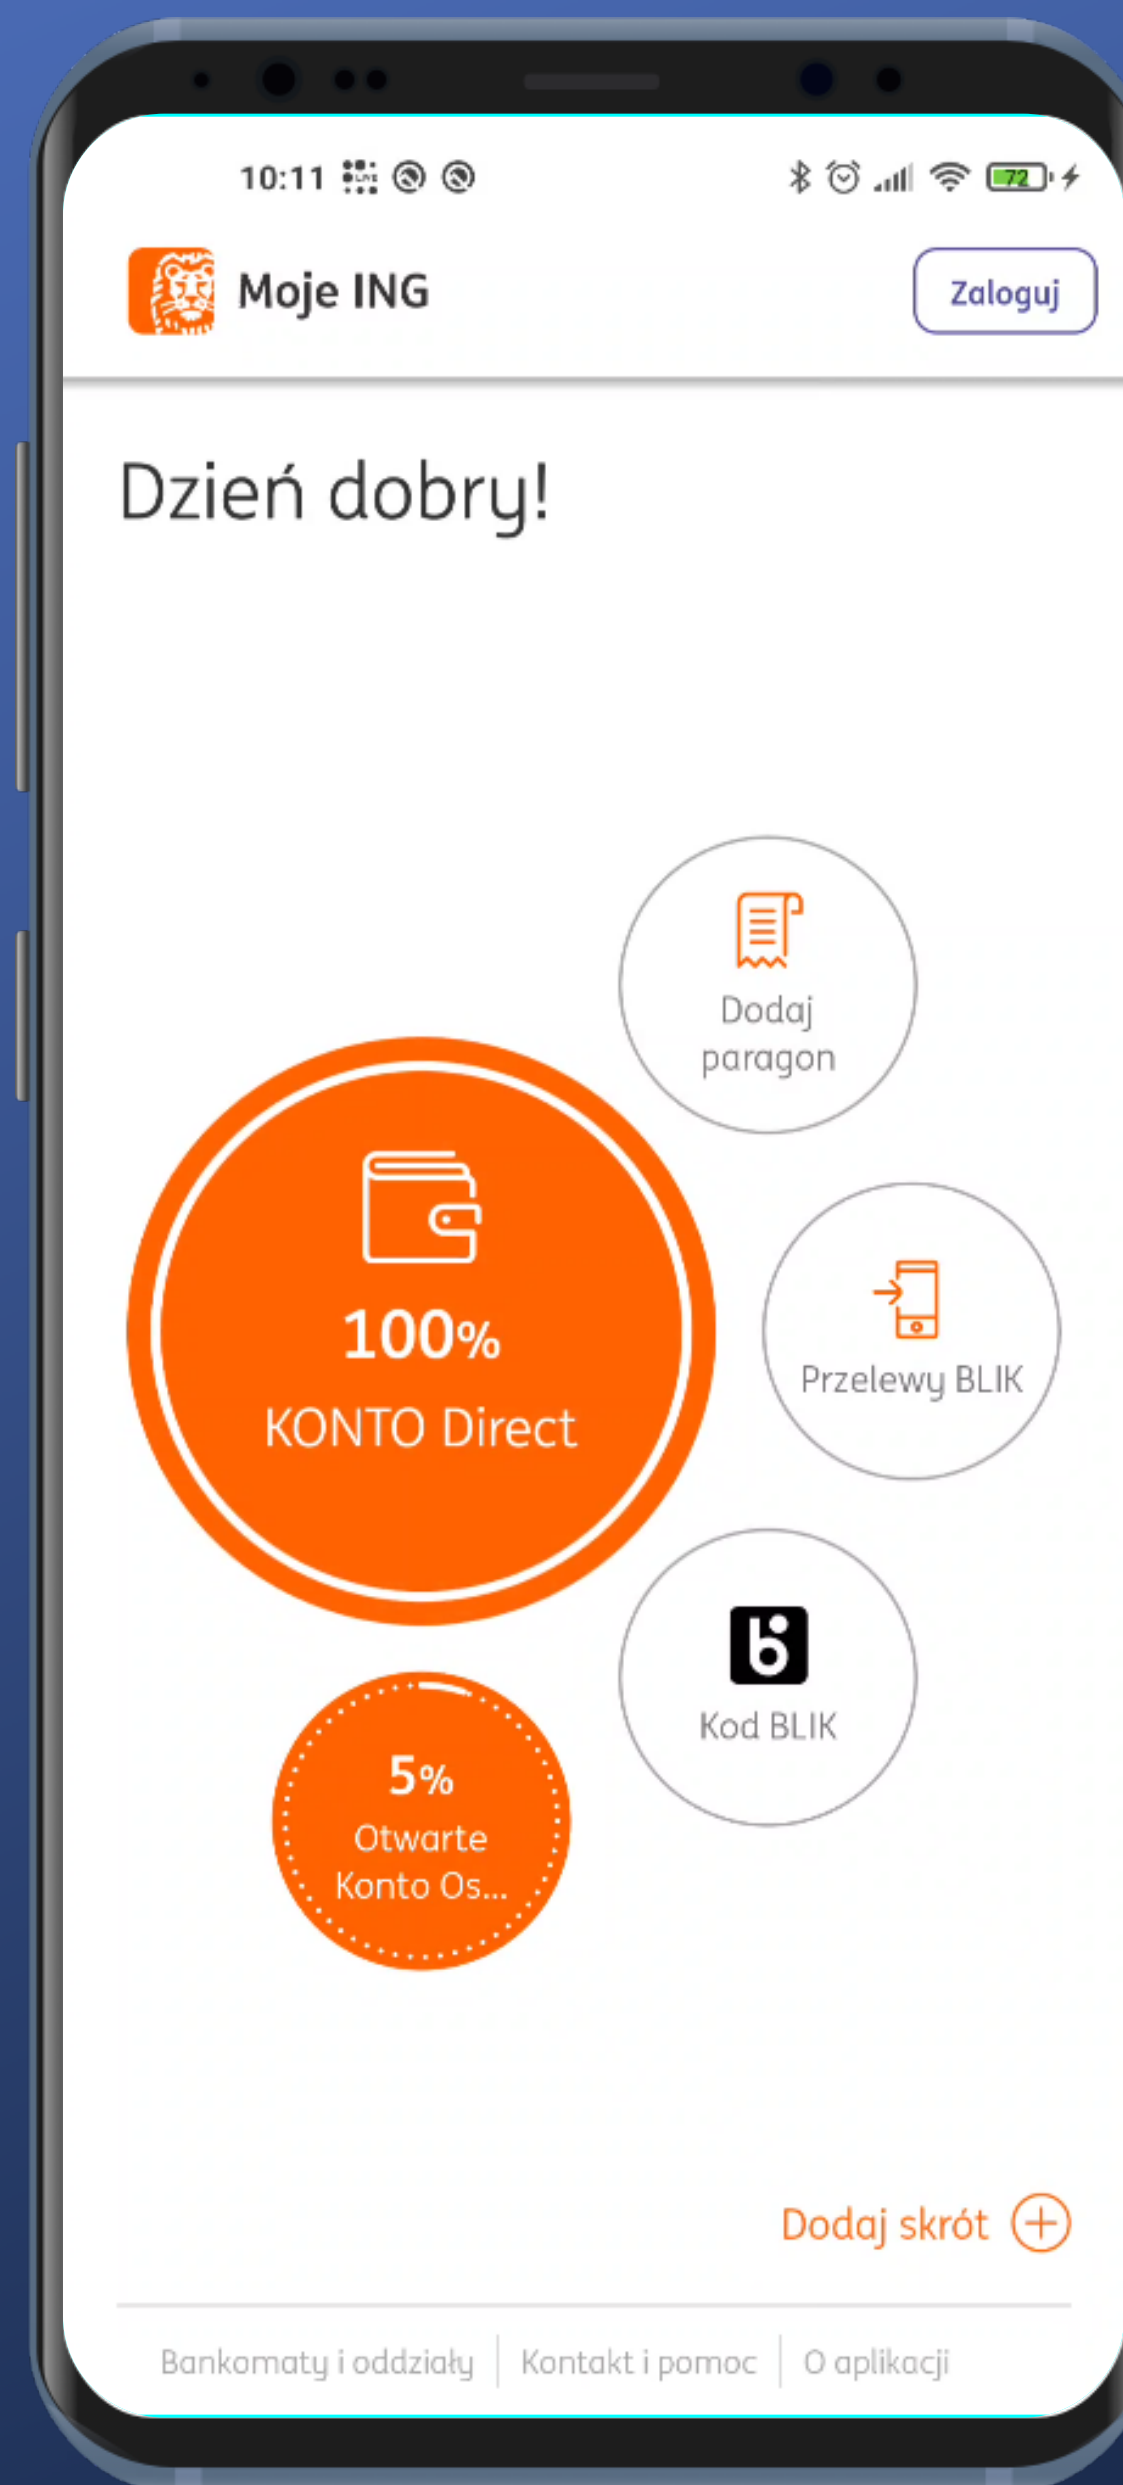 10:11
72
Moje ING
Zaloguj
Dzień dobry!
Dodaj
paragon
100%
KONTO Direct
Przelewy BLIK
Kod BLIK
5%
Otwarte
Konto Os...
Dodaj skrót
Bankomaty i oddziały
Kontakt i pomoc
O aplikacji